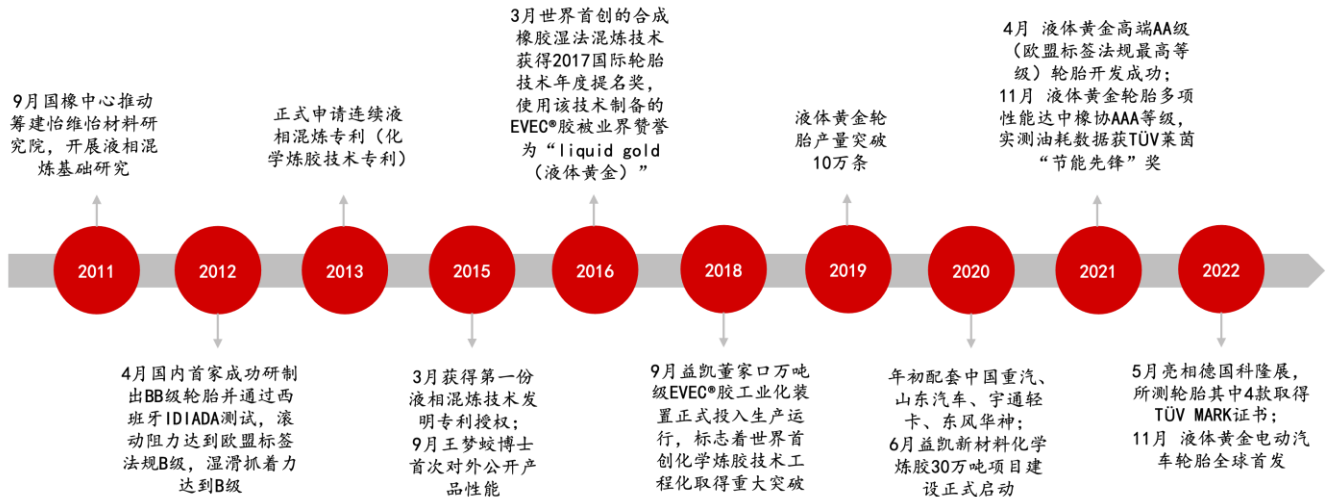 9月国橡中心推动
筹建怡维怡材料研
究院，开展液相混
炼基础研究
2011
2012
4月国内首家成功研制
出BB级轮胎并通过西
班牙IDIADA测试，滚
动阻力达到欧盟标签
法规B级，湿滑抓着力
达到B级
正式申请连续液
相混炼专利（化
学炼胶技术专利）
2013
2015
3月获得第一份
液相混炼技术发
明专利授权；
9月王梦蛟博士
首次对外公开产
品性能
3月世界首创的合成
橡胶湿法混炼技术
获得2017国际轮胎
技术年度提名奖，
使用该技术制备的
EVEC®胶被业界赞誉
为“liquid gold
（液体黄金）”
2016
2018
9月益凯董家口万吨
级EVEC®胶工业化装
置正式投入生产运
行，标志着世界首
创化学炼胶技术工
程化取得重大突破
液体黄金轮
胎产量突破
10万条
2019
2020
年初配套中国重汽、
山东汽车、宇通轻
卡、东风华神；
6月益凯新材料化学
炼胶30万吨项目建
设正式启动
4月 液体黄金高端AA级
（欧盟标签法规最高等
级）轮胎开发成功；
11月 液体黄金轮胎多项
性能达中橡协AAA等级，
实测油耗数据获TÜV莱茵
“节能先锋”奖
2021
2022
5月亮相德国科隆展，
所测轮胎其中4款取得
TÜV MARK证书；
11月 液体黄金电动汽
车轮胎全球首发